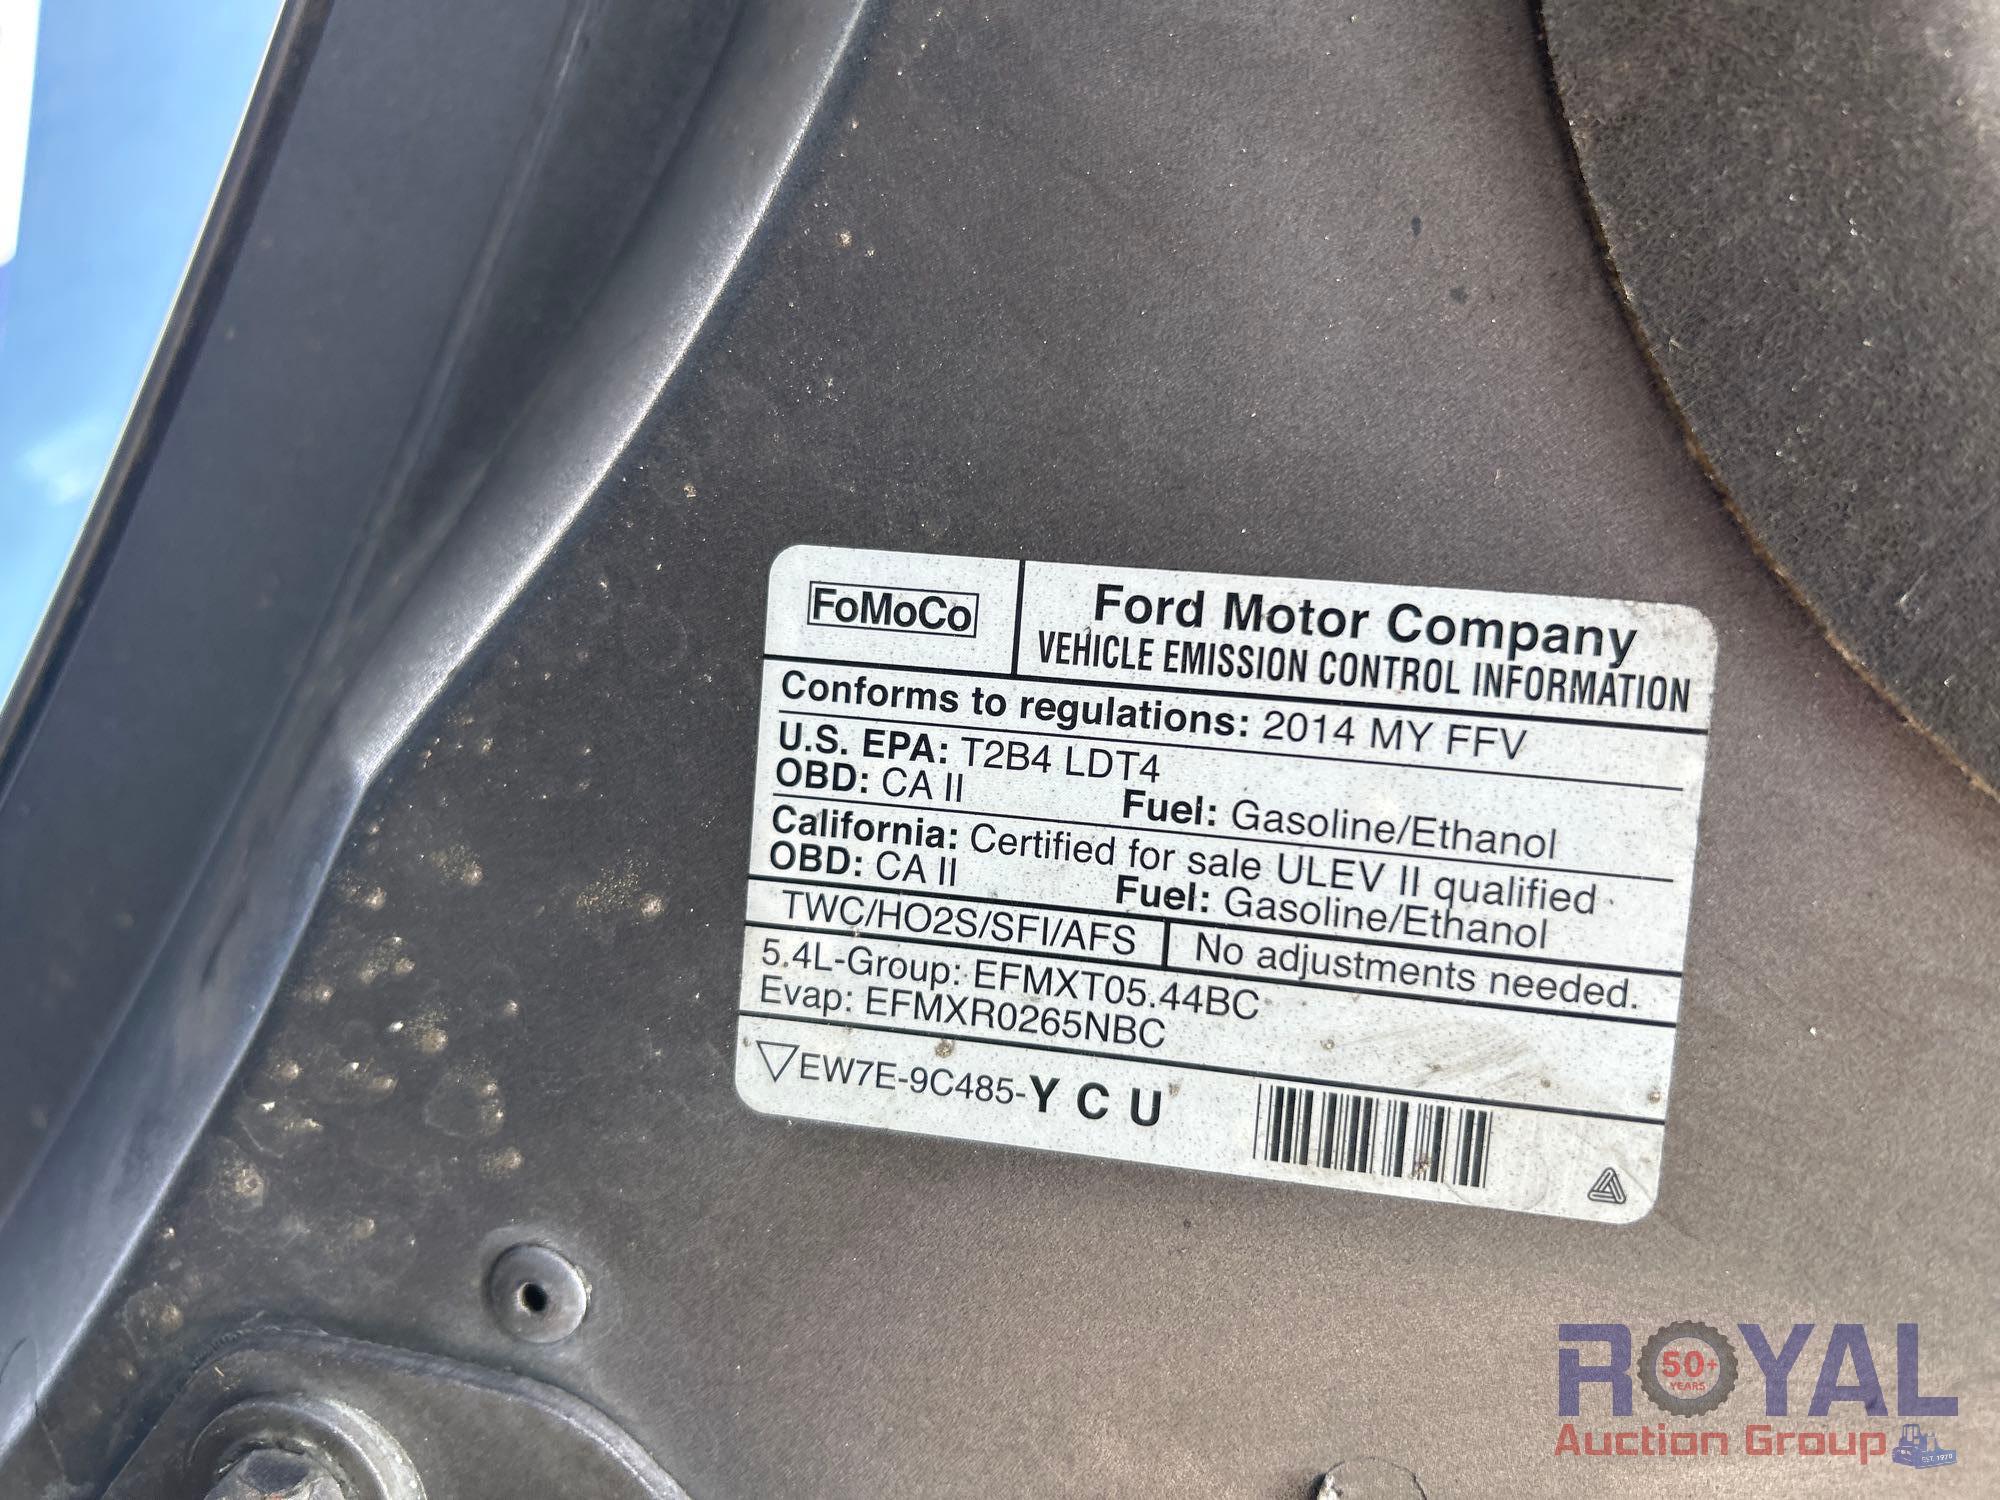 FoMoCo
Ford Motor Company
VEHICLE EMISSION CONTROL INFORMATION
Conforms to regulations: 2014 MY FFV
U.S. EPA: T2B4 LDT4
OBD: CA II Fuel: Gasoline/Ethanol
California: Certified for sale ULEV II qualified
OBD: CA II Fuel: Gasoline/Ethanol
TWC/HO2S/SFI/AFS No adjustments needed.
5.4L-Group: EFMXT05.44BC
Evap: EFMXR0265NBC
EW7E-9C485-Y C U
ROYAL
50+
YEARS
Auction Group
EST. 1970